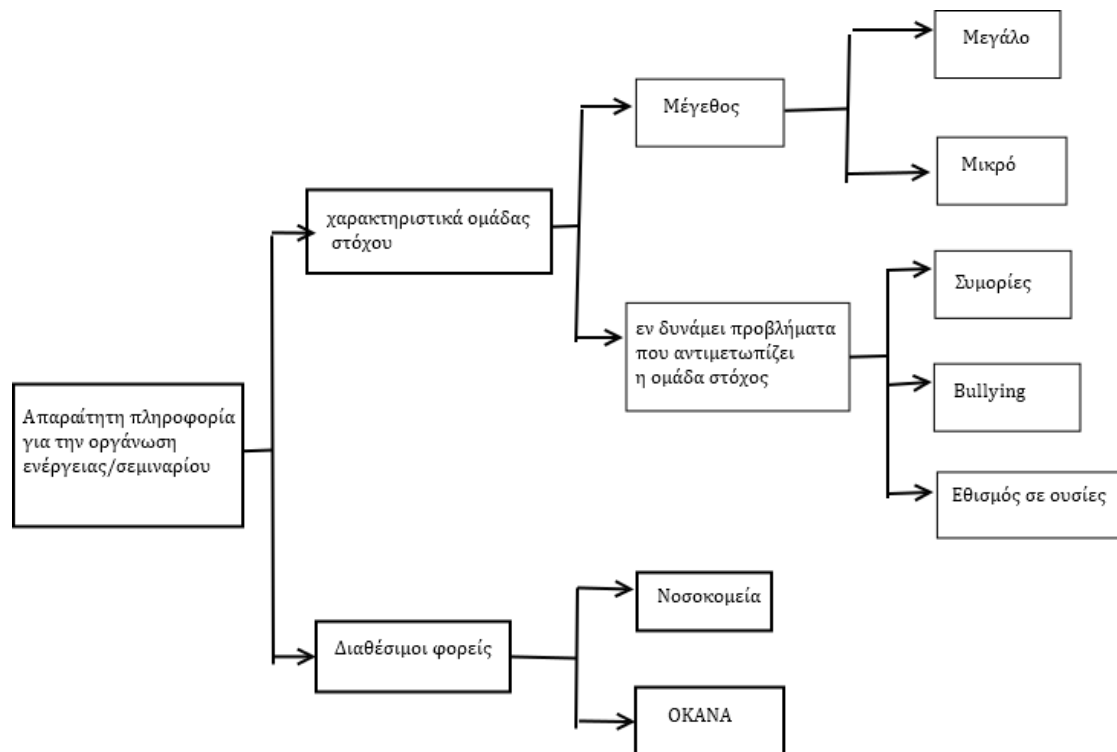 Μεγάλο
Μέγεθος
Μικρό
χαρακτηριστικά ομάδας
στόχου
Συμορίες
εν δυνάμει προβλήματα
που αντιμετωπίζει
η ομάδα στόχος
Bullying
Απαραίτητη πληροφορία
για την οργάνωση
ενέργειας/σεμιναρίου
Εθισμός σε ουσίες
Νοσοκομεία
Διαθέσιμοι φορείς
ΟΚΑΝΑ